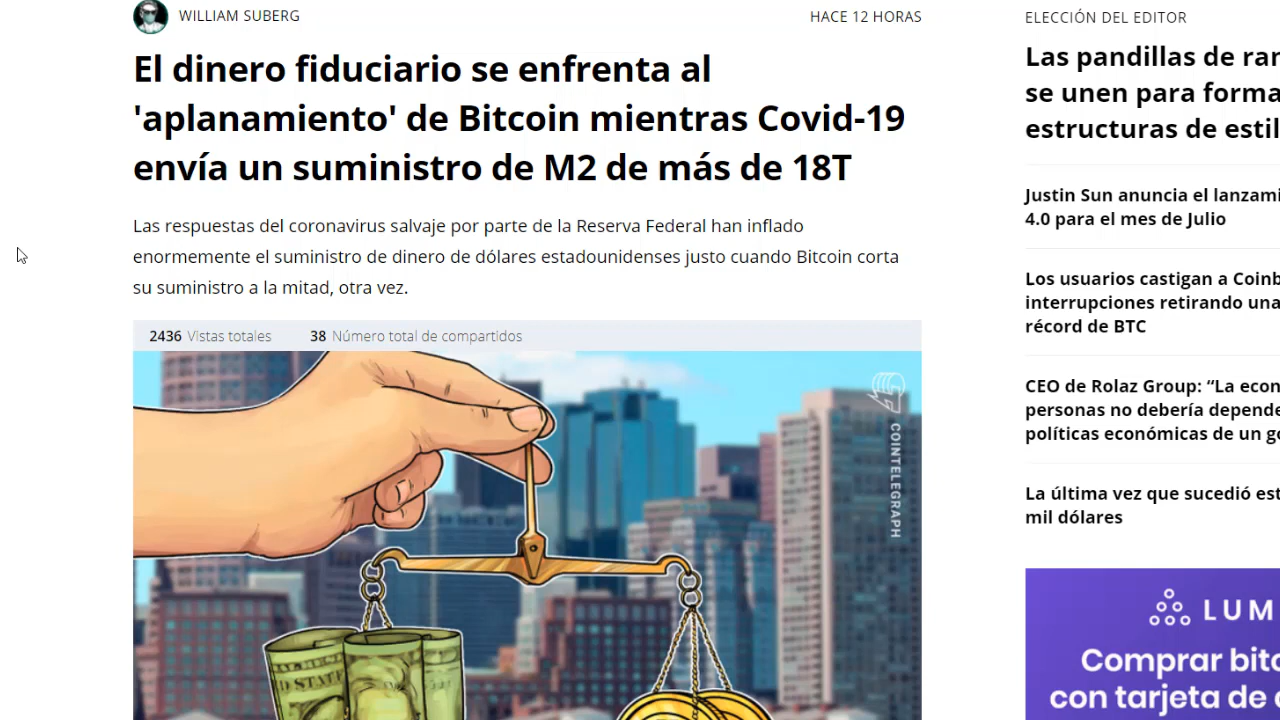 WILLIAM SUBERG
HACE 12 HORAS
El dinero fiduciario se enfrenta al
'aplanamiento' de Bitcoin mientras Covid-19
envía un suministro de M2 de más de 18T
Las respuestas del coronavirus salvaje por parte de la Reserva Federal han inflado
enormemente el suministro de dinero de dólares estadounidenses justo cuando Bitcoin corta
su suministro a la mitad, otra vez.
2436 Vistas totales 38 Número total de compartidos
COINTELEGRAPH
ELECCIÓN DEL EDITOR
Las pandillas de
se unen para
estructuras de
Justin Sun anuncia el
4.0 para el mes de Julio
Los usuarios castigan a
interrupciones retirando
récord de BTC
CEO de Rolaz Group: “La
personas no debería
políticas económicas de un
La última vez que sucedió
mil dólares
Comprar
con tarjeta de